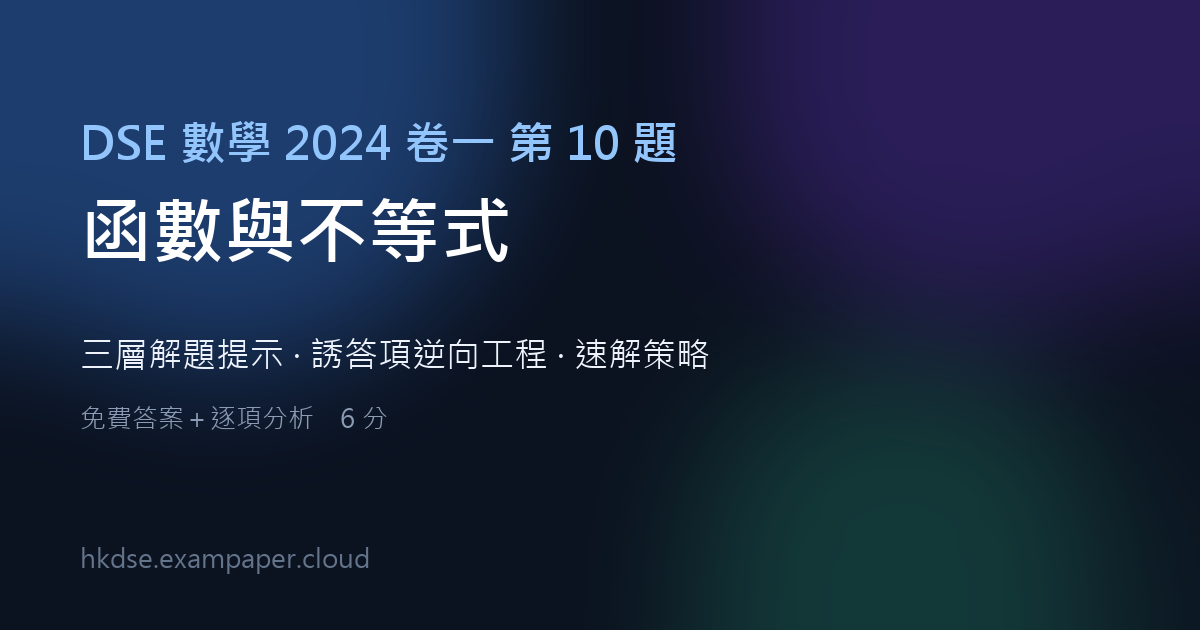 DSE 數學 2024 卷一 第 10 題
函數與不等式
三層解題提示 · 誘答項逆向工程 · 速解策略
免費答案 + 逐項分析 6 分
hkdse.exampaper.cloud